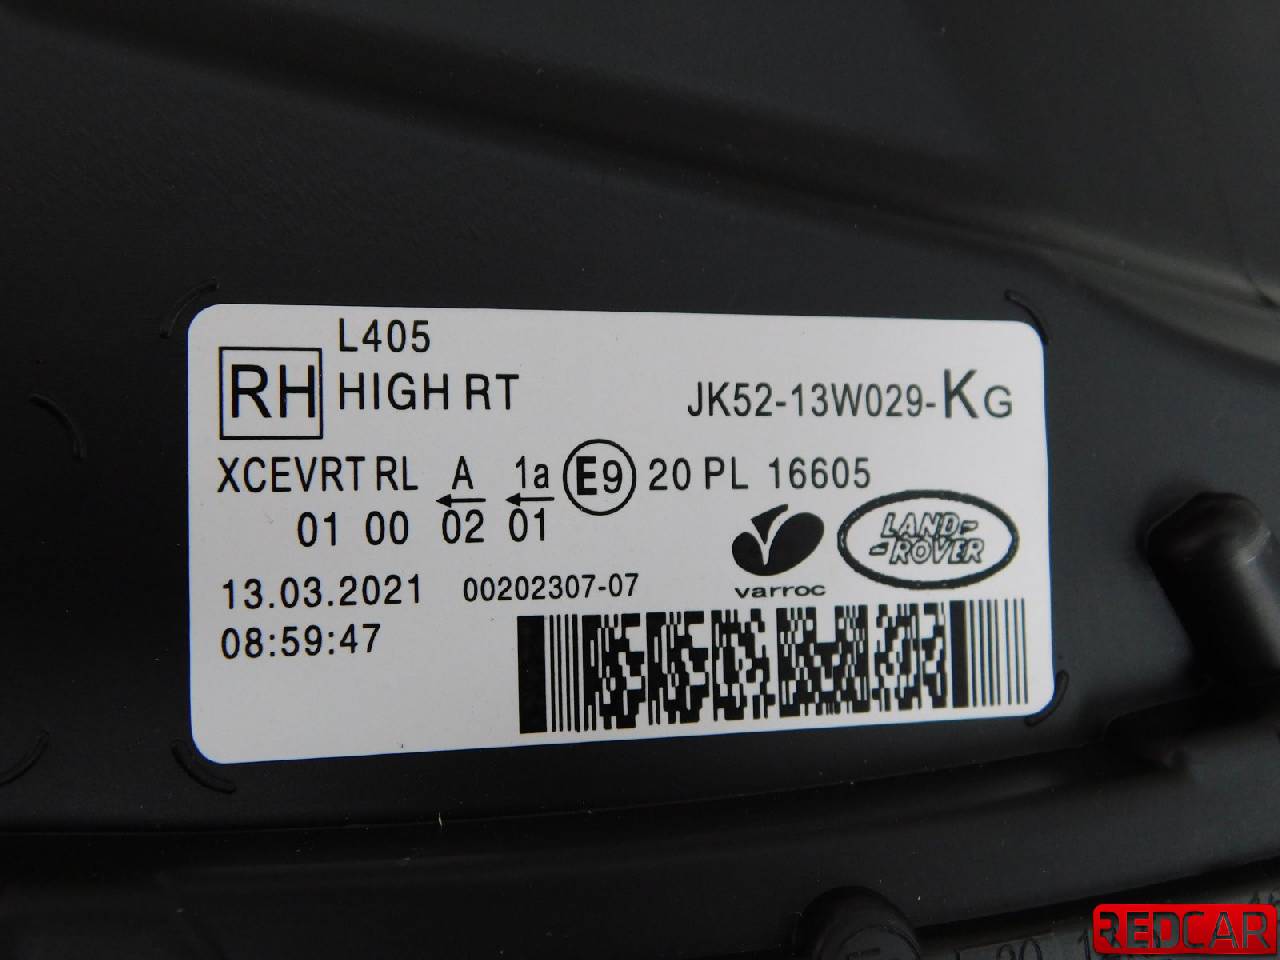 L405
RH
HIGH RT
JK52-13W029-KG
XCEVRT RL A 1a E9 20 PL 16605
01 00 02 01
varroc
LAND-
-ROVER
13.03.2021 00202307-07
08:59:47
REDCAR